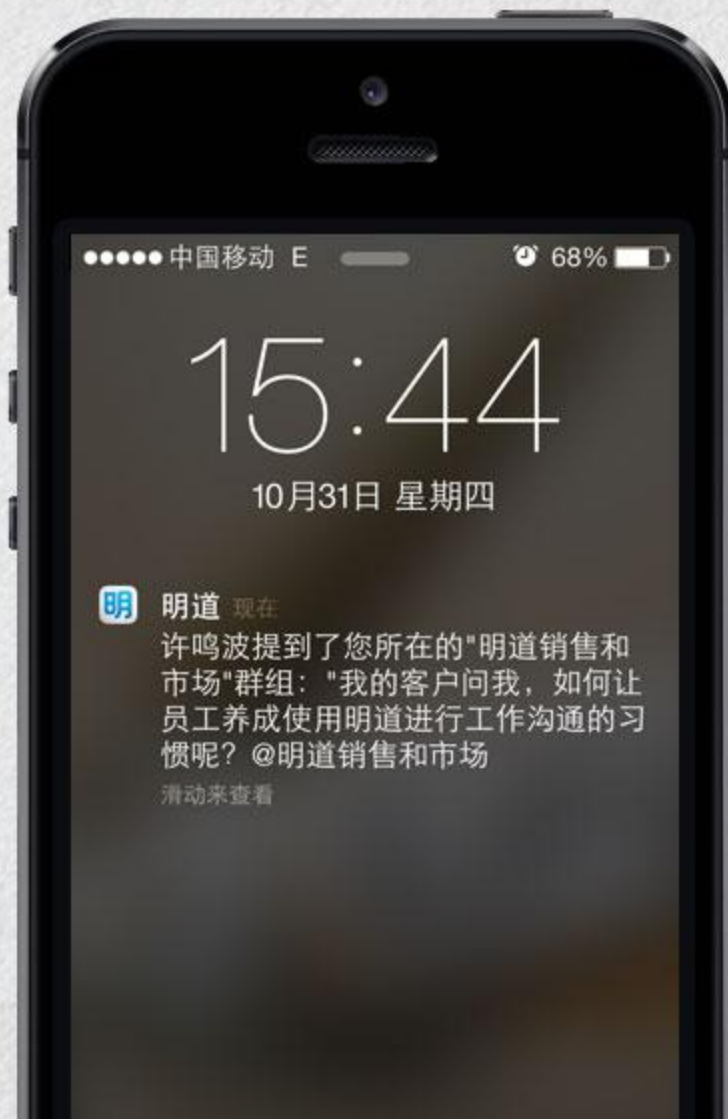 中国移动 E 68%
15:44
10月31日 星期四
明 明道 现在
许鸣波提到了您所在的"明道销售和
市场"群组："我的客户问我，如何让
员工养成使用明道进行工作沟通的习
惯呢？@明道销售和市场
滑动来查看